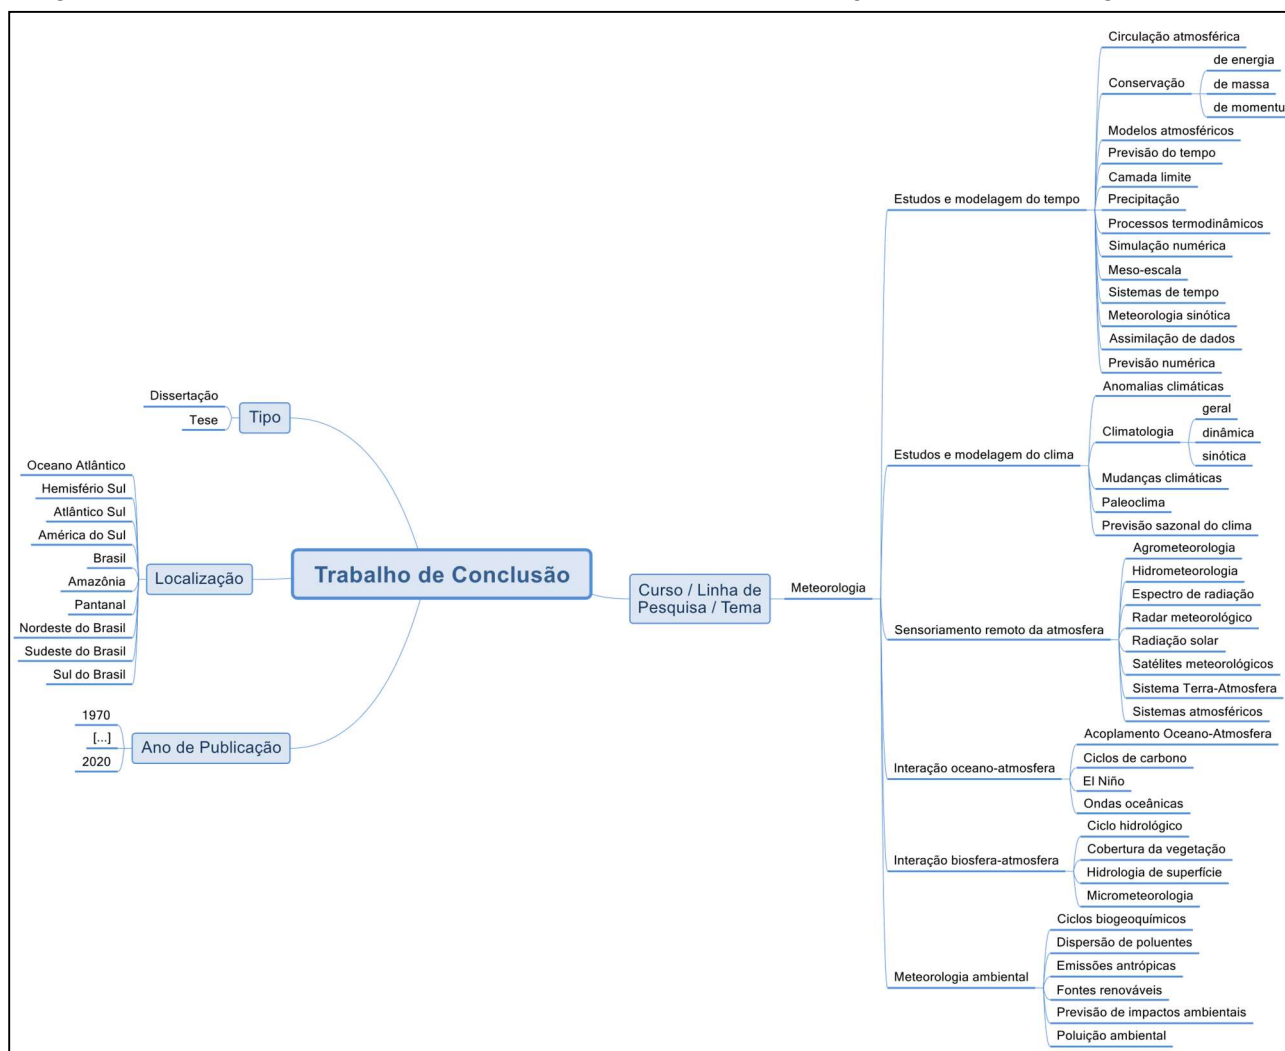 Circulação atmosférica
de energia
Conservação
de massa
de momentu
Modelos atmosféricos
Previsão do tempo
Camada limite
Estudos e modelagem do tempo
Precipitação
Processos termodinâmicos
Simulação numérica
Meso-escala
Sistemas de tempo
Meteorologia sinótica
Assimilação de dados
Previsão numérica
Anomalias climáticas
geral
Climatologia
dinâmica
sinótica
Estudos e modelagem do clima
Mudanças climáticas
Paleoclima
Previsão sazonal do clima
Dissertação
Tese
Tipo
Oceano Atlântico
Hemisfério Sul
Atlântico Sul
América do Sul
Brasil
Amazônia
Pantanal
Nordeste do Brasil
Sudeste do Brasil
Sul do Brasil
Localização
Trabalho de Conclusão
Curso / Linha de
Pesquisa / Tema
Meteorologia
Agrometeorologia
Hidrometeorologia
Espectro de radiação
Radar meteorológico
Sensoriamento remoto da atmosfera
Radiação solar
Satélites meteorológicos
Sistema Terra-Atmosfera
Sistemas atmosféricos
1970
[...]
2020
Ano de Publicação
Acoplamento Oceano-Atmosfera
Ciclos de carbono
Interação oceano-atmosfera
El Niño
Ondas oceânicas
Ciclo hidrológico
Cobertura da vegetação
Interação biosfera-atmosfera
Hidrologia de superfície
Micrometeorologia
Ciclos biogeoquímicos
Dispersão de poluentes
Emissões antrópicas
Meteorologia ambiental
Fontes renováveis
Previsão de impactos ambientais
Poluição ambiental